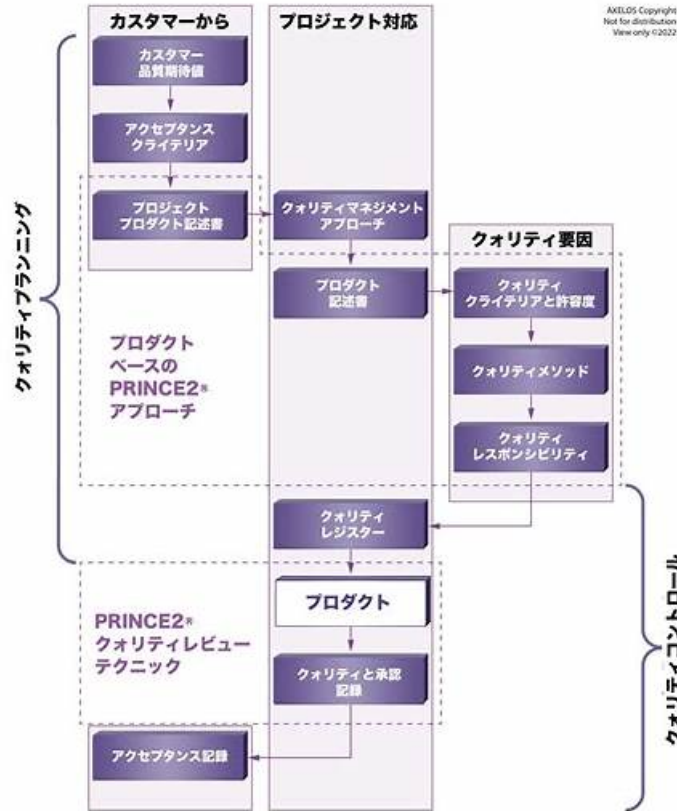 カスタマーから
プロジェクト対応
AXELOS Copyright
Not for distribution
View only ©2022
カスタマー
品質期待値
アクセプタンス
クライテリア
プロジェクト
プロダクト記述書
クォリティマネジメント
アプローチ
クォリティ要因
プロダクト
記述書
クォリティ
クライテリアと許容度
クォリティプランニング
プロダクト
ベースの
PRINCE2®
アプローチ
クォリティメソッド
クォリティ
レスポンシビリティ
クォリティ
レジスター
プロダクト
PRINCE2®
クォリティレビュー
テクニック
クォリティと承認
記録
クォリティコントロール
アクセプタンス記録